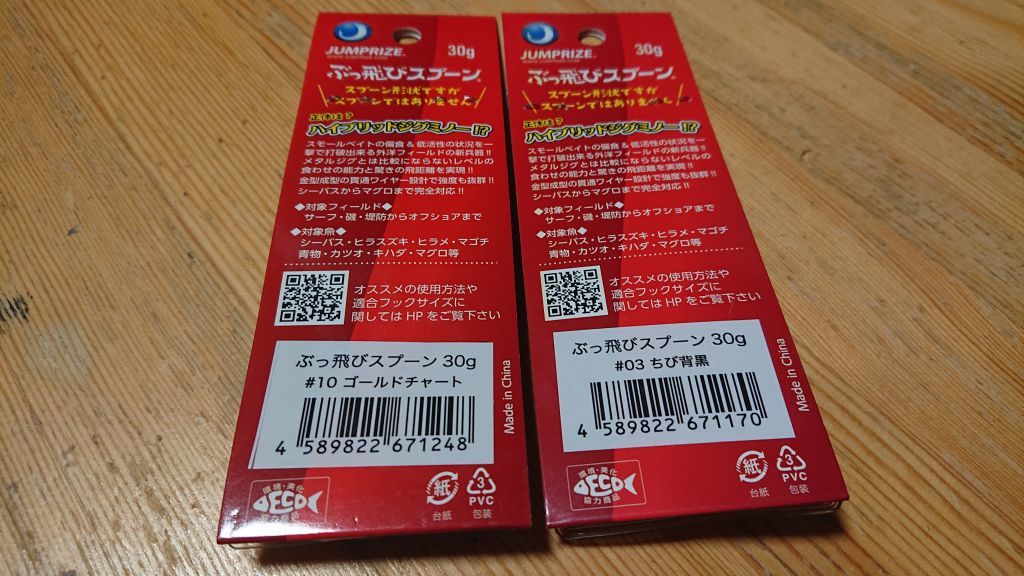 JUMPRIZE
30g
ぶっ飛びスプーン
スプーン形状ですが
スプーンではありません
正体は?
ハイブリッドジグミノー!?
スモールベイトの偏食&低活性の状況を一
撃で打破出来る外洋フィールドの新兵器!!
メタルジグとは比較にならないレベルの
食わせの能力と驚きの飛距離を実現!!
金型成型の貫通ワイヤー設計で強度も抜群!!
シーバスからマグロまで完全対応!!
◆対象フィールド◆
サーフ・磯・堤防からオフショアまで
◆対象魚◆
シーバス・ヒラスズキ・ヒラメ・マゴチ
青物・カツオ・キハダ・マグロ等
オススメの使用方法や
適合フックサイズに
関してはHPをご覧下さい
ぶっ飛びスプーン 30g
#10 ゴールドチャート
4 589822 671248
Made in China
環境・美化
ECO
協力商品
紙
台紙
3
PVC
包装
JUMPRIZE
30g
ぶっ飛びスプーン
スプーン形状ですが
スプーンではありません
正体は?
ハイブリッドジグミノー!?
スモールベイトの偏食&低活性の状況を一
撃で打破出来る外洋フィールドの新兵器!!
メタルジグとは比較にならないレベルの
食わせの能力と驚きの飛距離を実現!!
金型成型の貫通ワイヤー設計で強度も抜群!!
シーバスからマグロまで完全対応!!
◆対象フィールド◆
サーフ・磯・堤防からオフショアまで
◆対象魚◆
シーバス・ヒラスズキ・ヒラメ・マゴチ
青物・カツオ・キハダ・マグロ等
オススメの使用方法や
適合フックサイズに
関してはHPをご覧下さい
ぶっ飛びスプーン 30g
#03 ちび背黒
4 589822 671170
Made in China
環境・美化
ECO
協力商品
紙
台紙
3
PVC
包装